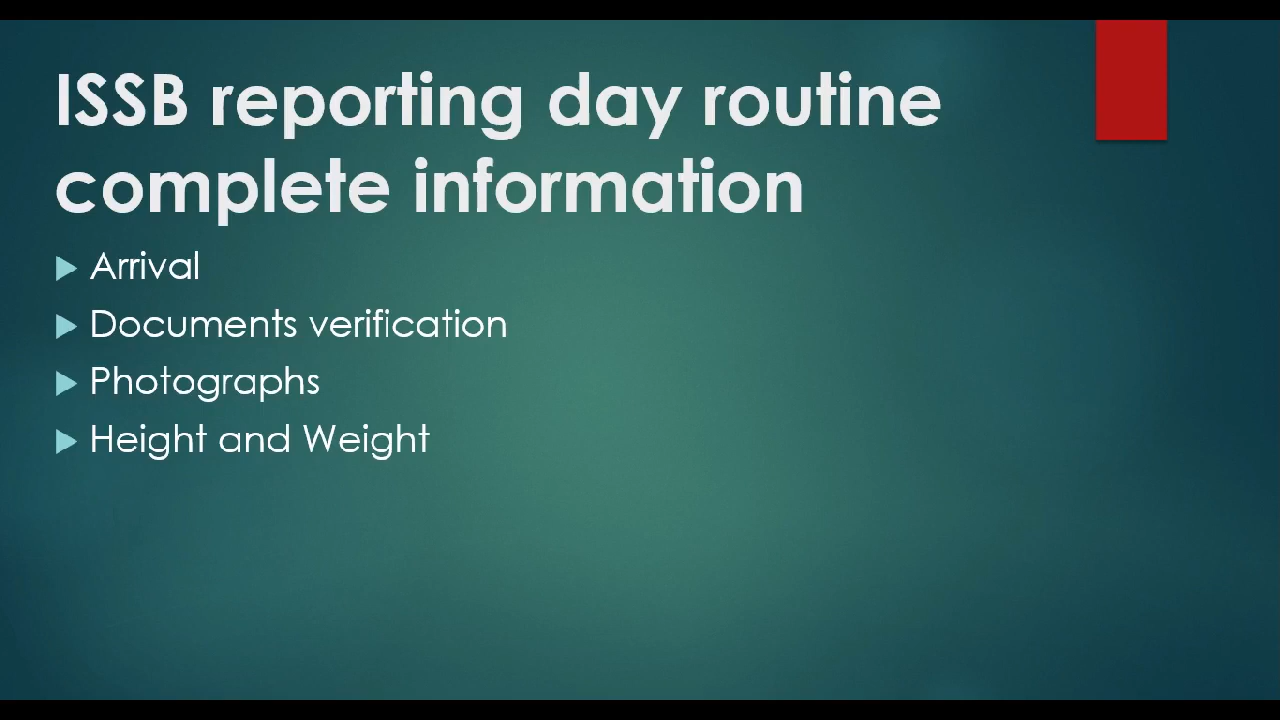 ISSB reporting day routine
complete information
Arrival
Documents verification
Photographs
Height and Weight